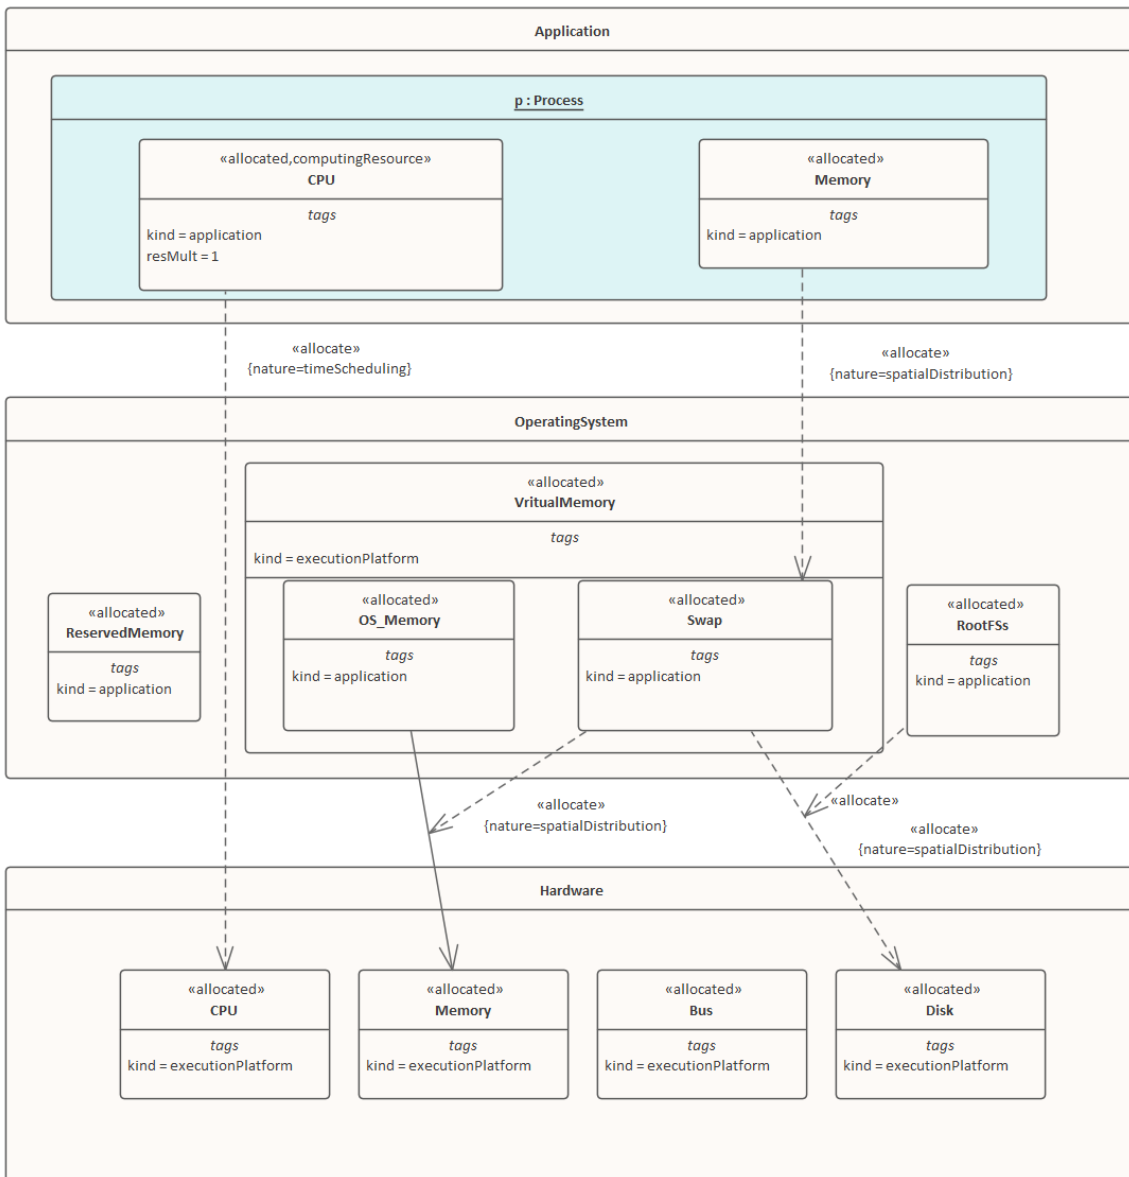 Application
p : Process
«allocated,computingResource»
CPU
tags
kind = application
resMult = 1
«allocated»
Memory
tags
kind = application
«allocate»
{nature=timeScheduling}
«allocate»
{nature=spatialDistribution}
OperatingSystem
«allocated»
VritualMemory
tags
kind = executionPlatform
«allocated»
ReservedMemory
tags
kind = application
«allocated»
OS_Memory
tags
kind = application
«allocated»
Swap
tags
kind = application
«allocated»
RootFSs
tags
kind = application
«allocate»
{nature=spatialDistribution}
«allocate»
«allocate»
{nature=spatialDistribution}
Hardware
«allocated»
CPU
tags
kind = executionPlatform
«allocated»
Memory
tags
kind = executionPlatform
«allocated»
Bus
tags
kind = executionPlatform
«allocated»
Disk
tags
kind = executionPlatform